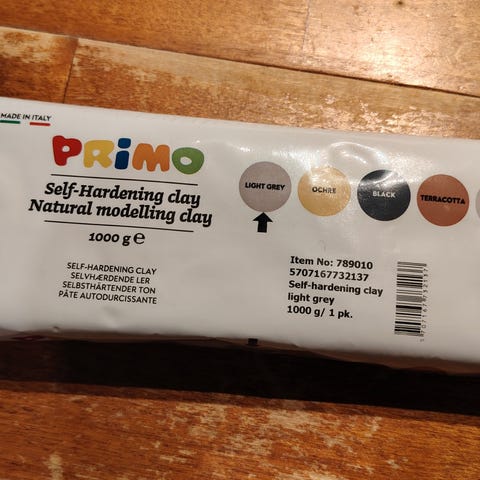 MADE IN ITALY
PRIMO
Self-Hardening clay
Natural modelling clay
1000 g e
SELF-HARDENING CLAY
SELVHÆRDENDE LER
SELBSTHÄRTENDER TON
PÂTE AUTODURCISSANTE
LIGHT GREY
OCHRE
BLACK
TERRACOTTA
Item No: 789010
5707167732137
Self-hardening clay
light grey
1000 g/ 1 pk.
5707167732137